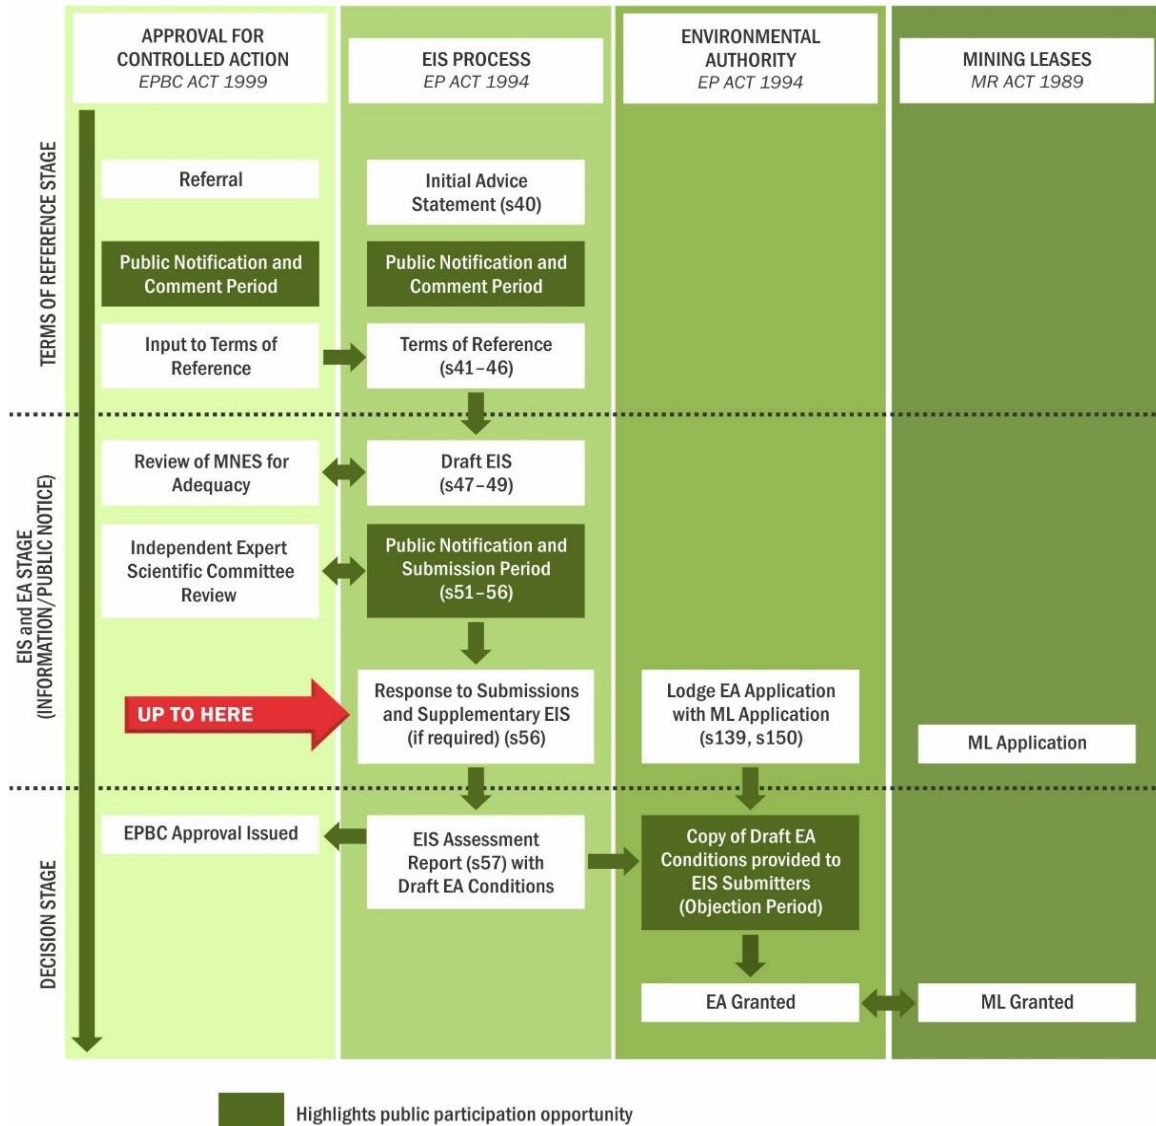 APPROVAL FOR
CONTROLLED ACTION
EPBC ACT 1999
EIS PROCESS
EP ACT 1994
ENVIRONMENTAL
AUTHORITY
EP ACT 1994
MINING LEASES
MR ACT 1989
TERMS OF REFERENCE STAGE
Referral
Initial Advice
Statement (s40)
Public Notification and
Comment Period
Public Notification and
Comment Period
Input to Terms of
Reference
Terms of Reference
(s41–46)
EIS and EA STAGE
(INFORMATION/PUBLIC NOTICE)
Review of MNES for
Adequacy
Draft EIS
(s47–49)
Independent Expert
Scientific Committee
Review
Public Notification and
Submission Period
(s51–56)
UP TO HERE
Response to Submissions
and Supplementary EIS
(if required) (s56)
Lodge EA Application
with ML Application
(s139, s150)
ML Application
DECISION STAGE
EPBC Approval Issued
EIS Assessment
Report (s57) with
Draft EA Conditions
Copy of Draft EA
Conditions provided to
EIS Submitters
(Objection Period)
EA Granted
ML Granted
Highlights public participation opportunity